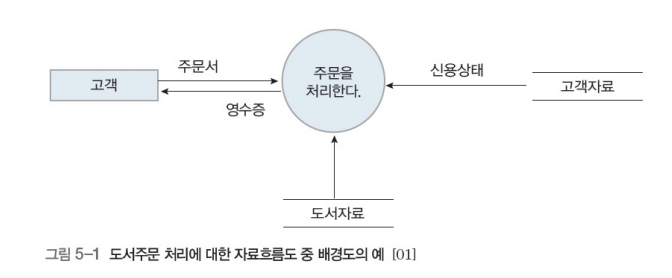 주문서
고객
영수증
주문을
처리한다.
신용상태
고객자료
도서자료
그림 5-1 도서주문 처리에 대한 자료흐름도 중 배경도의 예 [01]